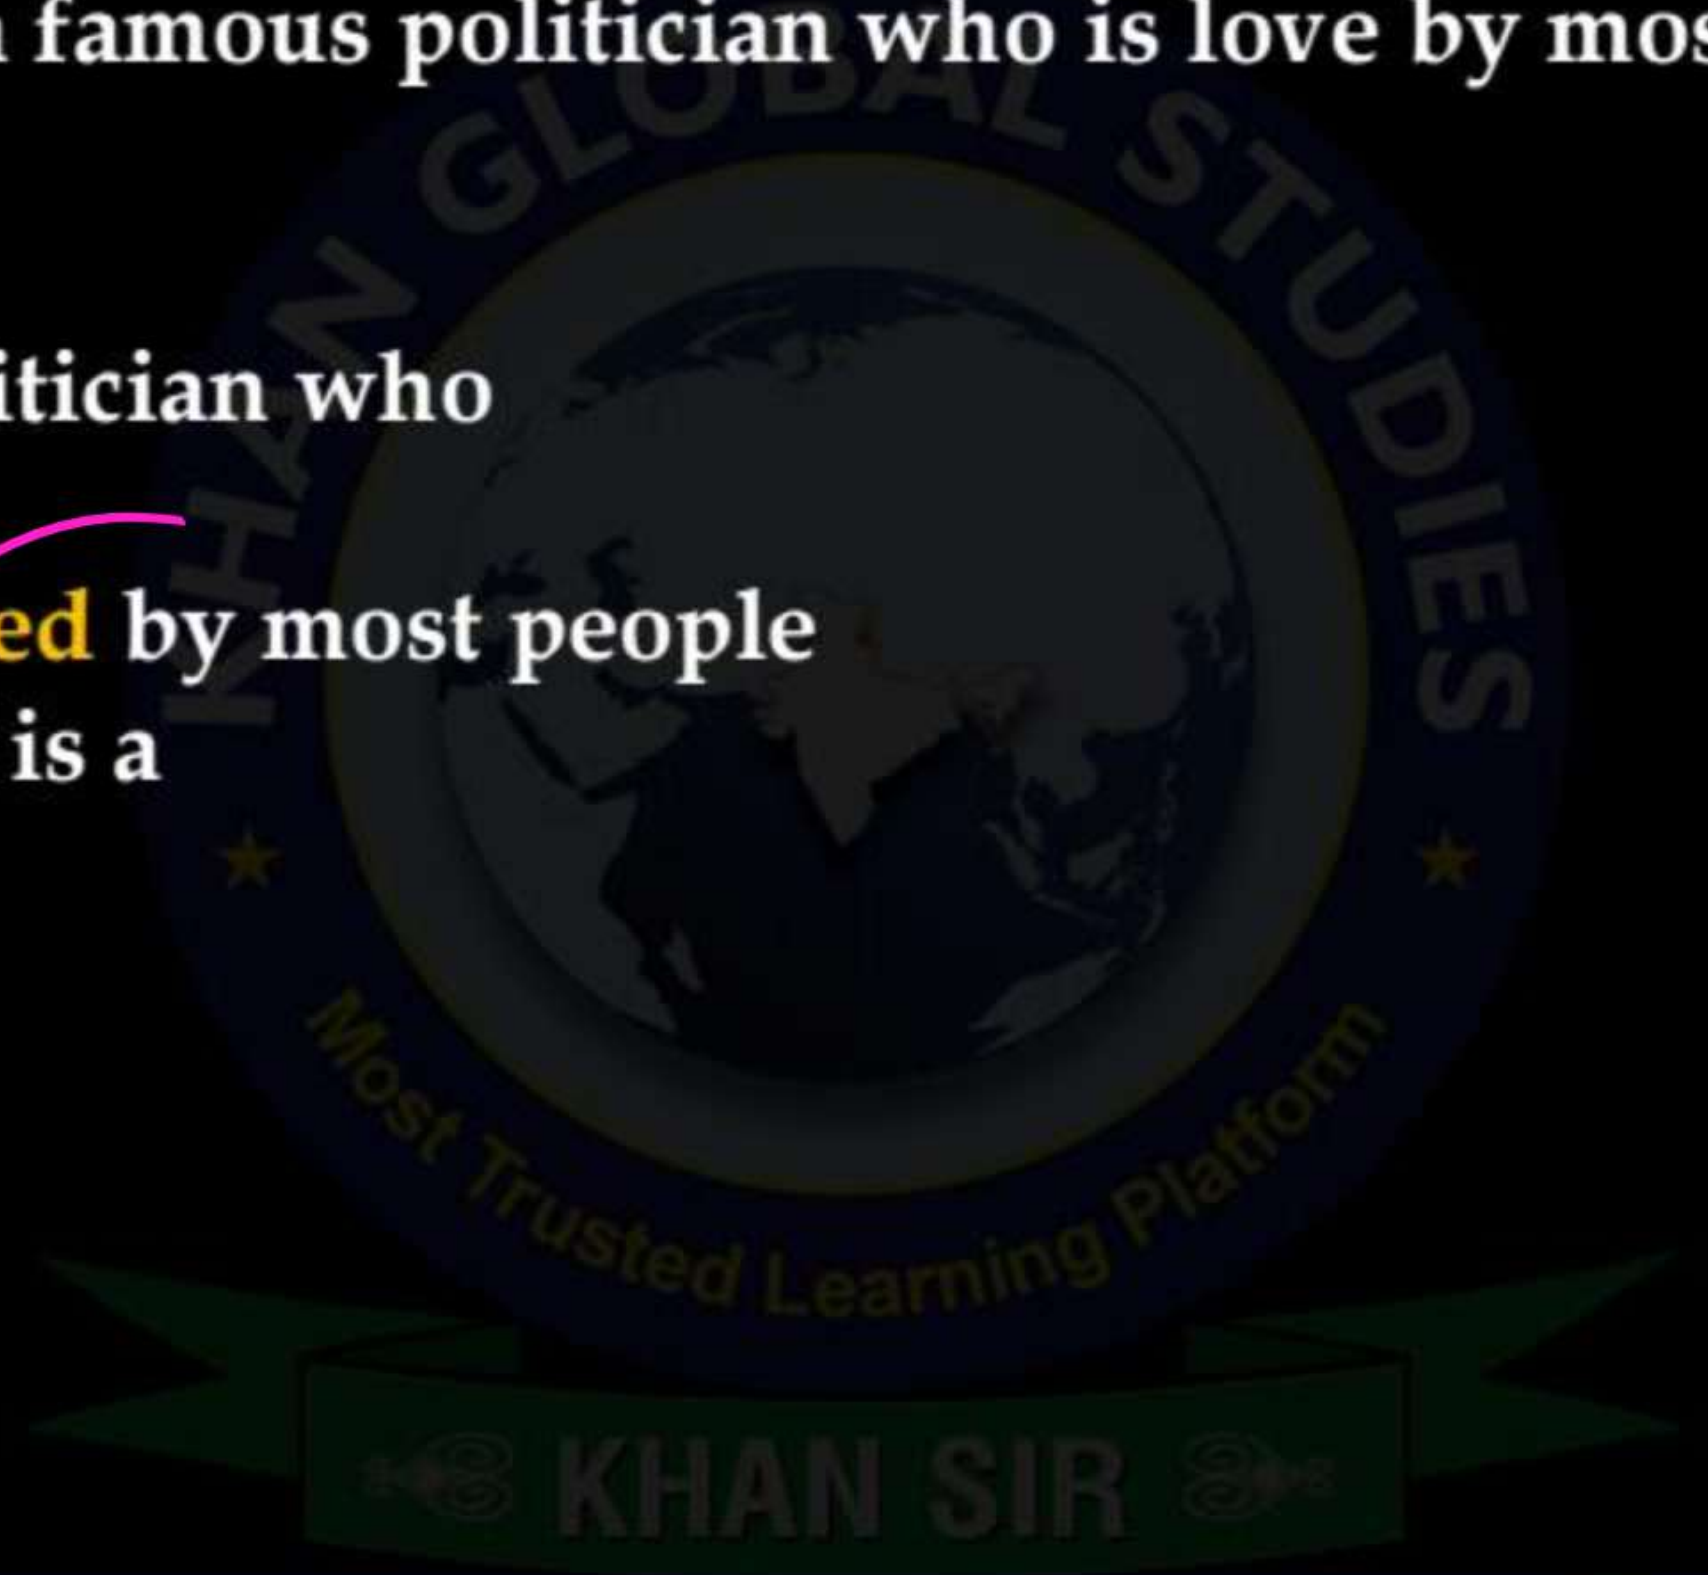 famous politician who is love by mos
itician who
ed by most people
is a
KHAN GLOBAL STUDIES
Most Trusted Learning Platform
KHAN SIR